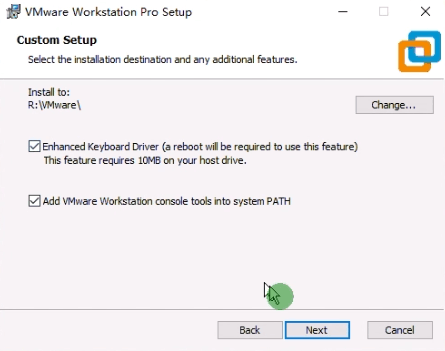 VMware Workstation Pro Setup
Custom Setup
Select the installation destination and any additional features.
Install to:
R:\VMware\
Change...
Enhanced Keyboard Driver (a reboot will be required to use this feature)
This feature requires 10MB on your host drive.
Add VMware Workstation console tools into system PATH
Back
Next
Cancel